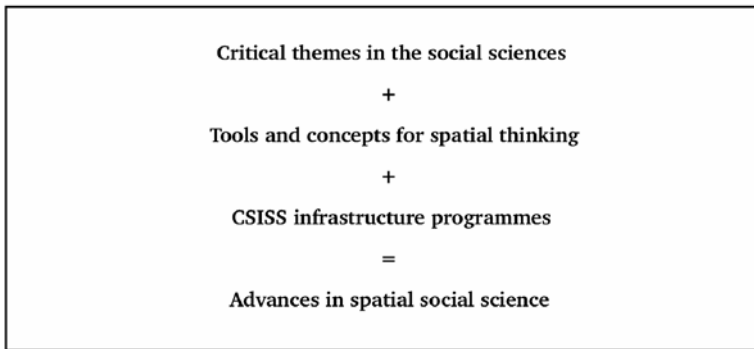 Critical themes in the social sciences
+
Tools and concepts for spatial thinking
+
CSISS infrastructure programmes
=
Advances in spatial social science